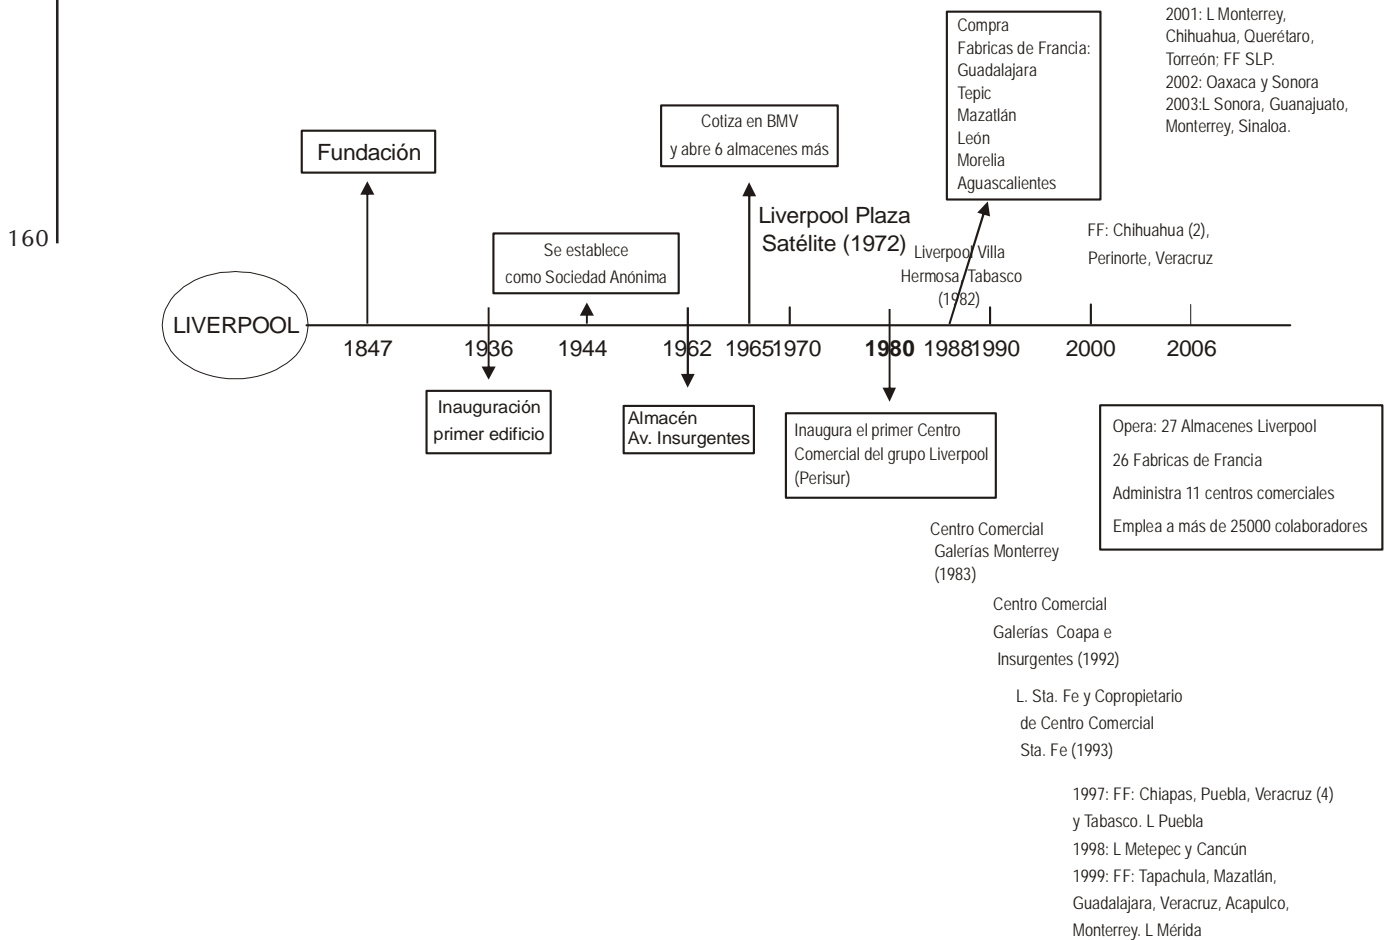 Compra
Fabricas de Francia:
Guadalajara
Tepic
Mazatlán
León
Morelia
Aguascalientes
2001: L Monterrey,
Chihuahua, Querétaro,
Torreón; FF SLP.
2002: Oaxaca y Sonora
2003:L Sonora, Guanajuato,
Monterrey, Sinaloa.
Cotiza en BMV
y abre 6 almacenes más
Fundación
160
Liverpool Plaza
Satélite (1972)
Se establece
como Sociedad Anónima
Liverpool Villa
Hermosa, Tabasco
(1982)
FF: Chihuahua (2),
Perinorte, Veracruz
LIVERPOOL
1847
1936
1944
1962
1965
1970
1980
1988
1990
2000
2006
Inauguración
primer edificio
Almacén
Av. Insurgentes
Inaugura el primer Centro
Comercial del grupo Liverpool
(Perisur)
Opera: 27 Almacenes Liverpool
26 Fabricas de Francia
Administra 11 centros comerciales
Emplea a más de 25000 colaboradores
Centro Comercial
Galerías Monterrey
(1983)
Centro Comercial
Galerías Coapa e
Insurgentes (1992)
L. Sta. Fe y Copropietario
de Centro Comercial
Sta. Fe (1993)
1997: FF: Chiapas, Puebla, Veracruz (4)
y Tabasco. L Puebla
1998: L Metepec y Cancún
1999: FF: Tapachula, Mazatlán,
Guadalajara, Veracruz, Acapulco,
Monterrey. L Mérida